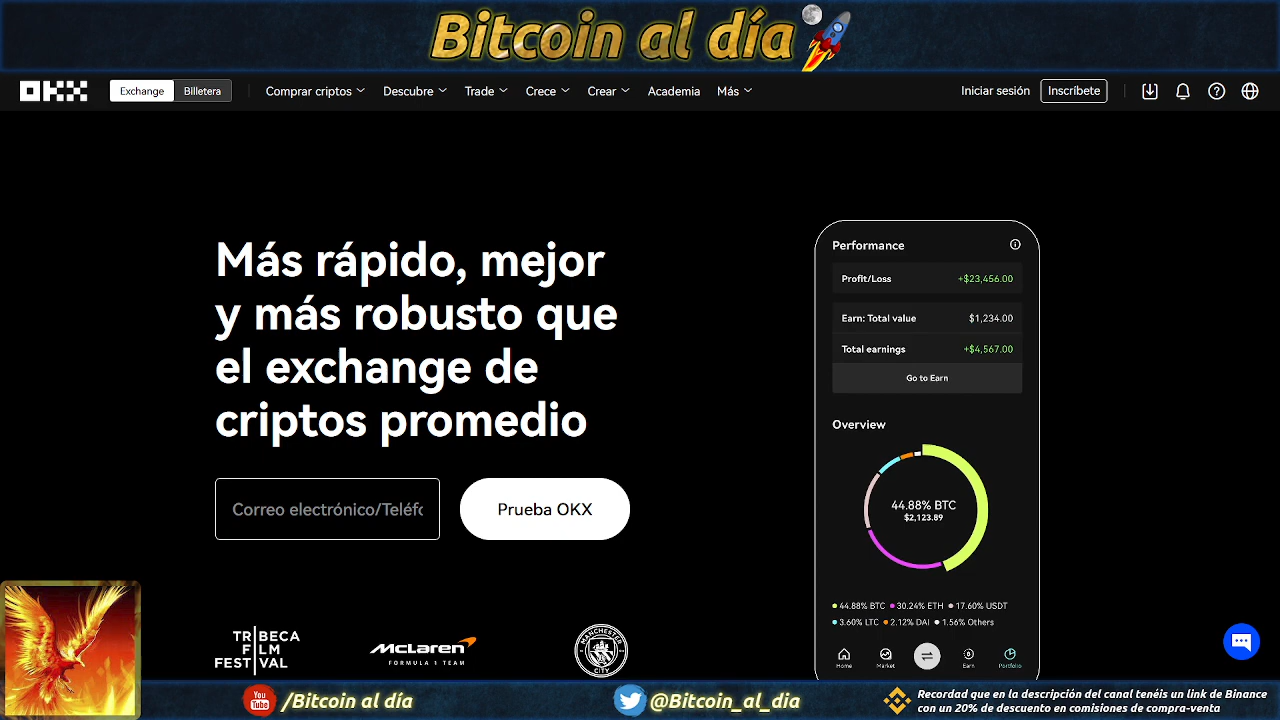 Bitcoin al día
OKX
Exchange
Billetera
Comprar criptos
Descubre
Trade
Crece
Crear
Academia
Más
Iniciar sesión
Inscríbete
Más rápido, mejor
y más robusto que
el exchange de
criptos promedio
Correo electrónico/Teléfo
Prueba OKX
TRIBECA
FILM
FESTIVAL
McLaren
FORMULA 1 TEAM
MANCHESTER
CITY
Performance
Profit/Loss +$23,456.00
Earn: Total value $1,234.00
Total earnings +$4,567.00
Go to Earn
Overview
44.88% BTC
$2,123.89
44.88% BTC 30.24% ETH 17.60% USDT
3.60% LTC 2.12% DAI 1.56% Others
Home
Market
Earn
Portfolio
You
Tube
/Bitcoin al día
@Bitcoin_al_dia
Recordad que en la descripción del canal tenéis un link de Binance
con un 20% de descuento en comisiones de compra-venta